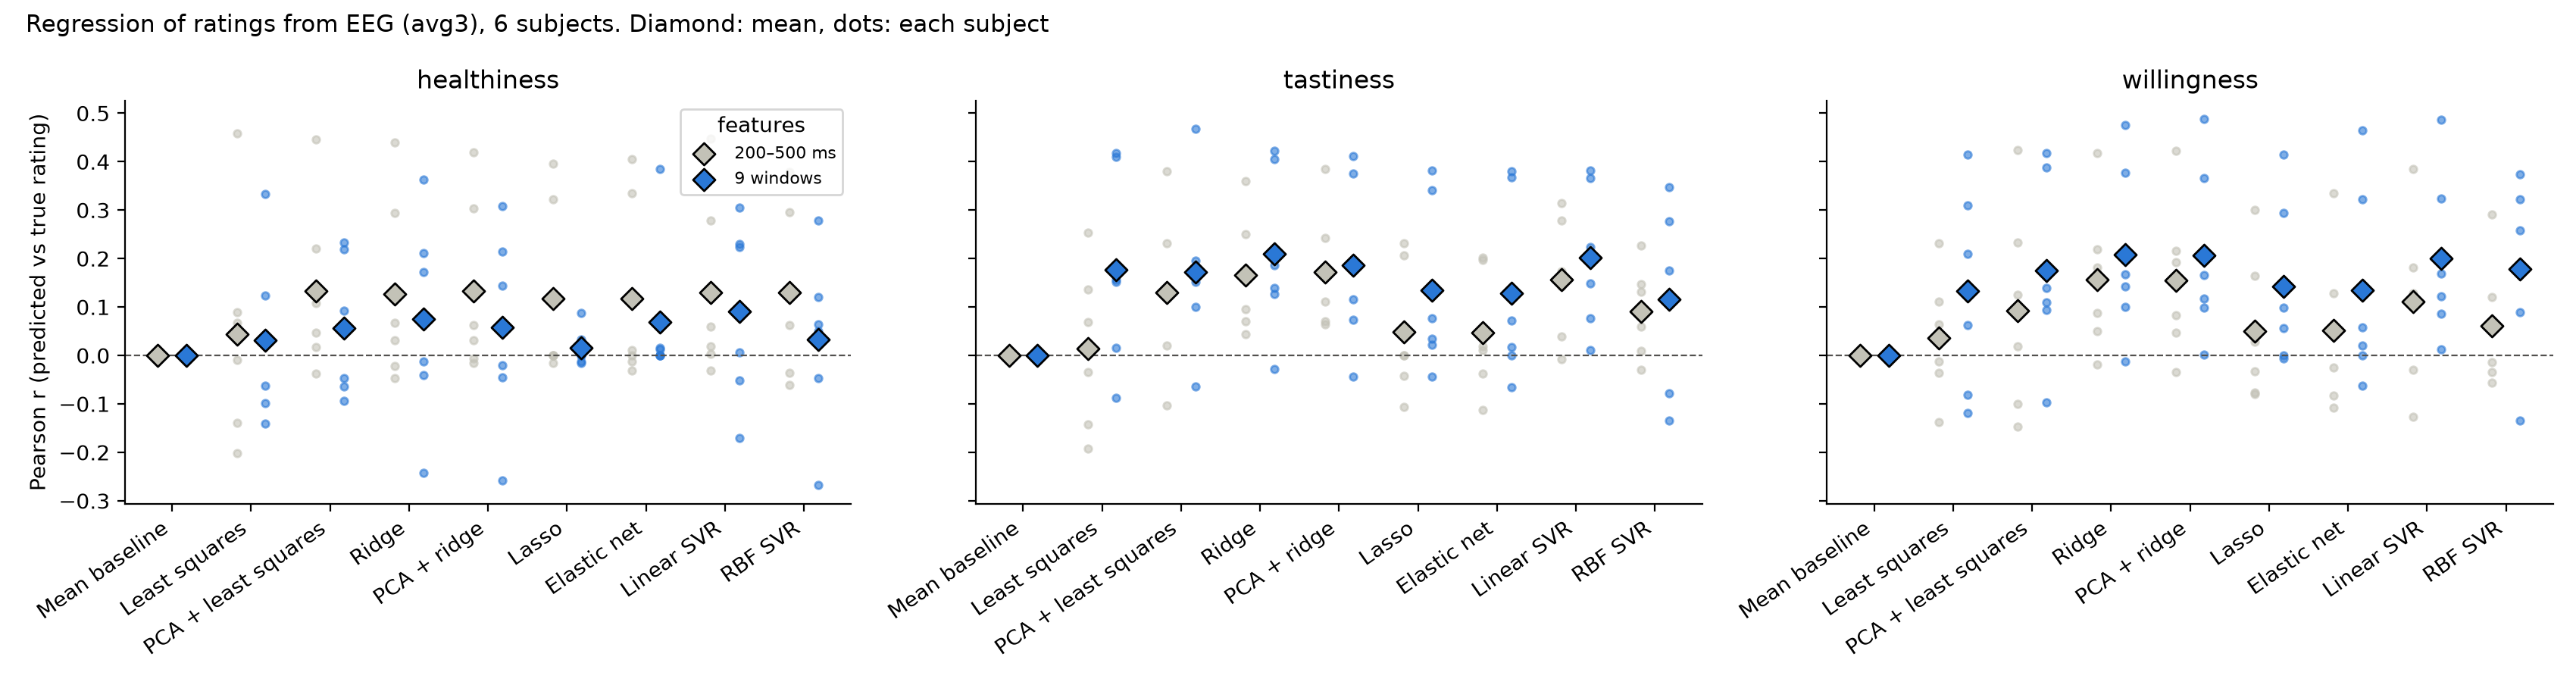 Regression of ratings from EEG (avg3), 6 subjects. Diamond: mean, dots: each subject
healthiness
tastiness
willingness
Pearson r (predicted vs true rating)
0.5
0.4
0.3
0.2
0.1
0.0
−0.1
−0.2
−0.3
features
200–500 ms
9 windows
Mean baseline
Least squares
PCA + least squares
Ridge
PCA + ridge
Lasso
Elastic net
Linear SVR
RBF SVR
Mean baseline
Least squares
PCA + least squares
Ridge
PCA + ridge
Lasso
Elastic net
Linear SVR
RBF SVR
Mean baseline
Least squares
PCA + least squares
Ridge
PCA + ridge
Lasso
Elastic net
Linear SVR
RBF SVR